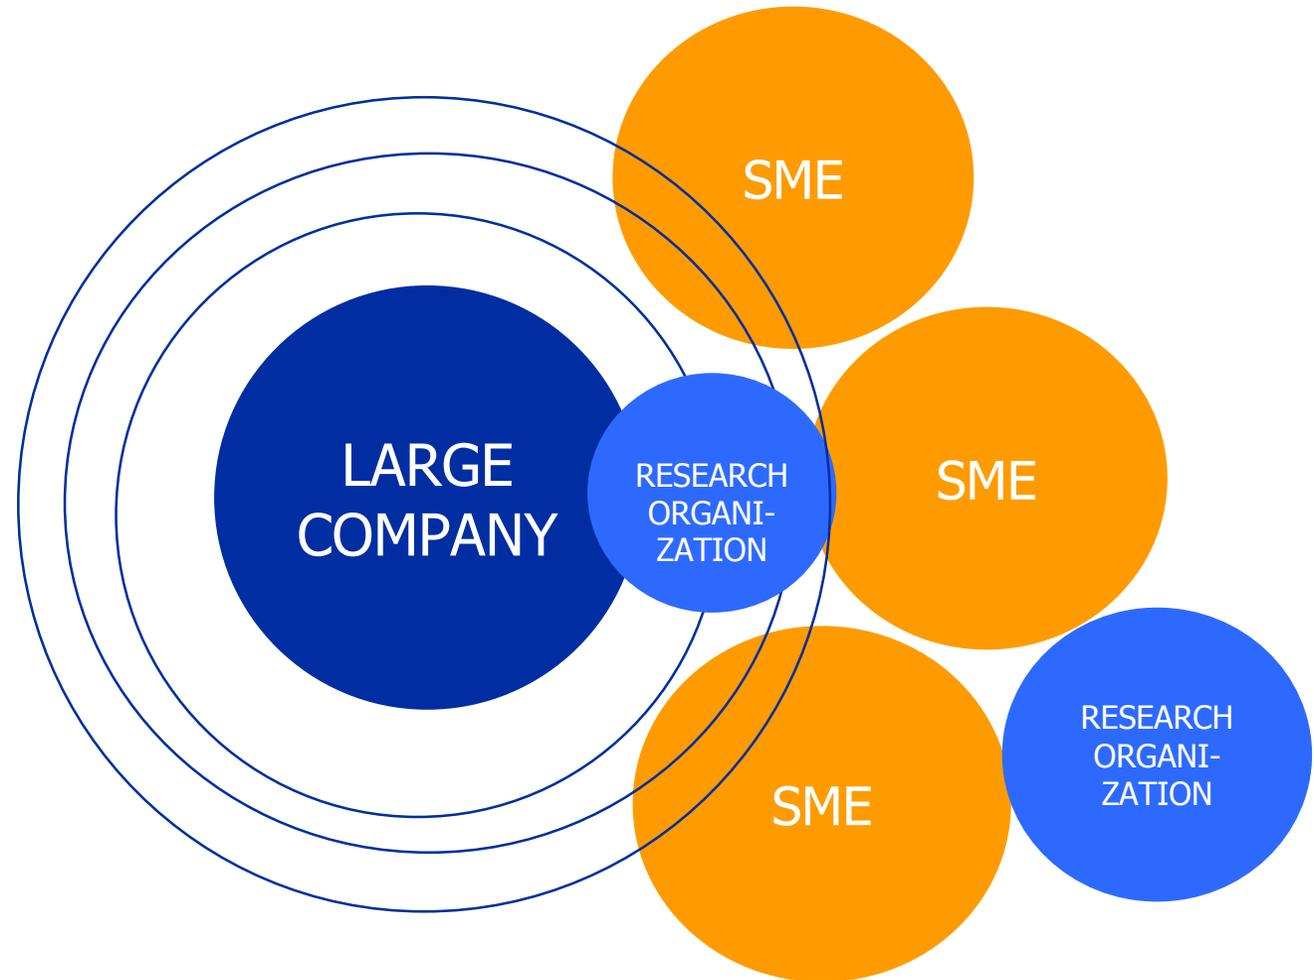 SME
LARGE
COMPANY
RESEARCH
ORGANI-
ZATION
SME
SME
RESEARCH
ORGANI-
ZATION